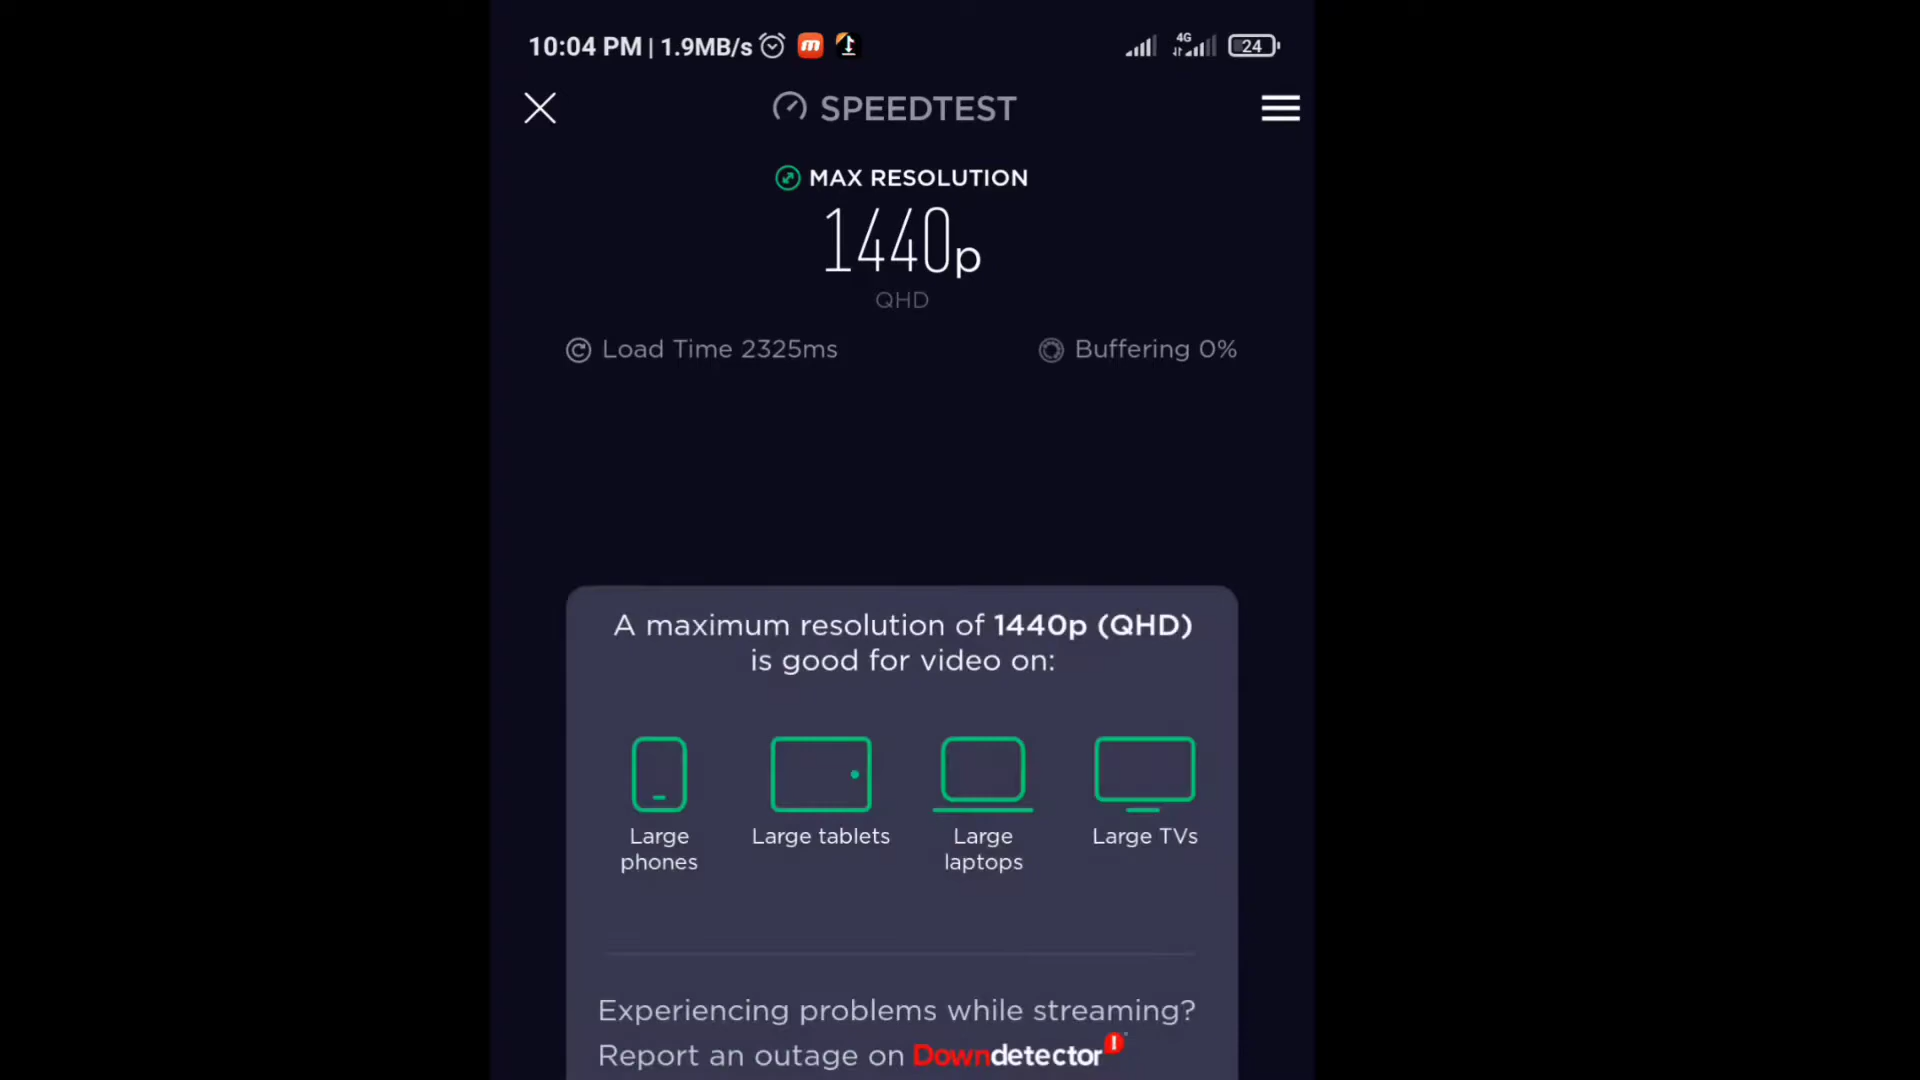 10:04 PM | 1.9MB/s m 4G 24
SPEEDTEST
MAX RESOLUTION
1440p
QHD
Load Time 2325ms Buffering 0%
A maximum resolution of 1440p (QHD)
is good for video on:
Large phones
Large tablets
Large laptops
Large TVs
Experiencing problems while streaming?
Report an outage on Downdetector!